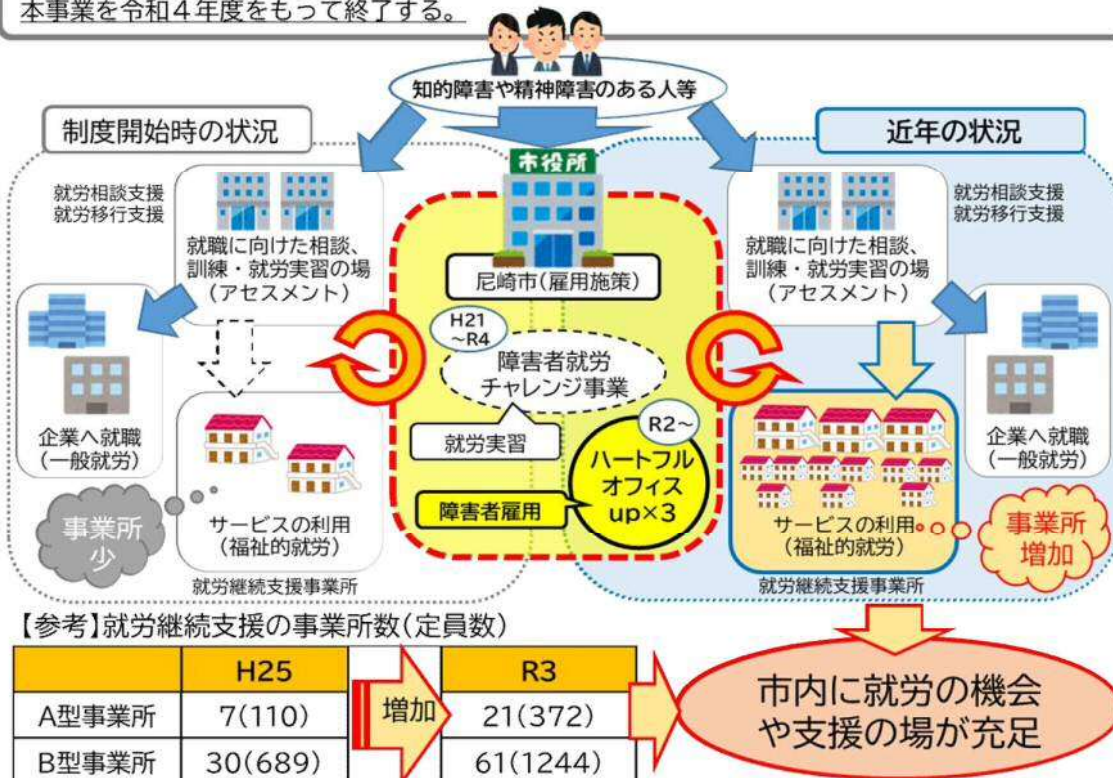 本事業を令和４年度をもって終了する。
知的障害や精神障害のある人等
制度開始時の状況
近年の状況
市役所
就労相談支援
就労移行支援
就職に向けた相談、
訓練・就労実習の場
（アセスメント）
尼崎市(雇用施策)
就職に向けた相談、
訓練・就労実習の場
（アセスメント）
就労相談支援
就労移行支援
H21
～R4
障害者就労
チャレンジ事業
就労実習
R2～
ハートフル
オフィス
up×3
障害者雇用
企業へ就職
(一般就労)
事業所
少
サービスの利用
(福祉的就労)
就労継続支援事業所
企業へ就職
(一般就労)
サービスの利用
(福祉的就労)
就労継続支援事業所
事業所
増加
【参考】就労継続支援の事業所数(定員数)
H25
R3
A型事業所
7(110)
増加
21(372)
B型事業所
30(689)
61(1244)
市内に就労の機会
や支援の場が充足